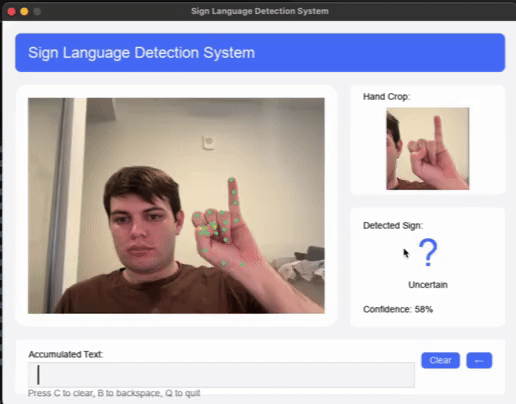 Sign Language Detection System
Sign Language Detection System
Hand Crop:
Detected Sign:
?
Uncertain
Confidence: 58%
Accumulated Text:
Clear
←
Press C to clear, B to backspace, Q to quit